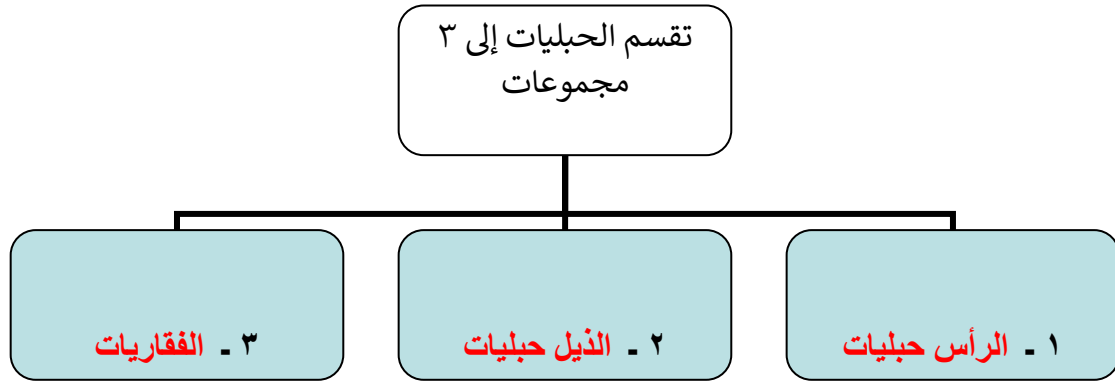 تقسم الحبليات إلى ٣
مجموعات
١ ـ الرأس حبليات
٢ ـ الذيل حبليات
٣ ـ الفقاريات